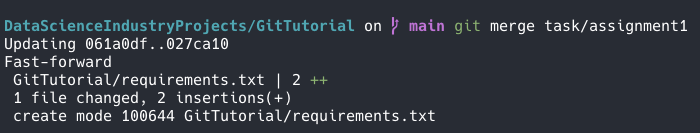 DataScienceIndustryProjects/GitTutorial on main git merge task/assignment1
Updating 061a0df..027ca10
Fast-forward
GitTutorial/requirements.txt | 2 ++
1 file changed, 2 insertions(+)
create mode 100644 GitTutorial/requirements.txt